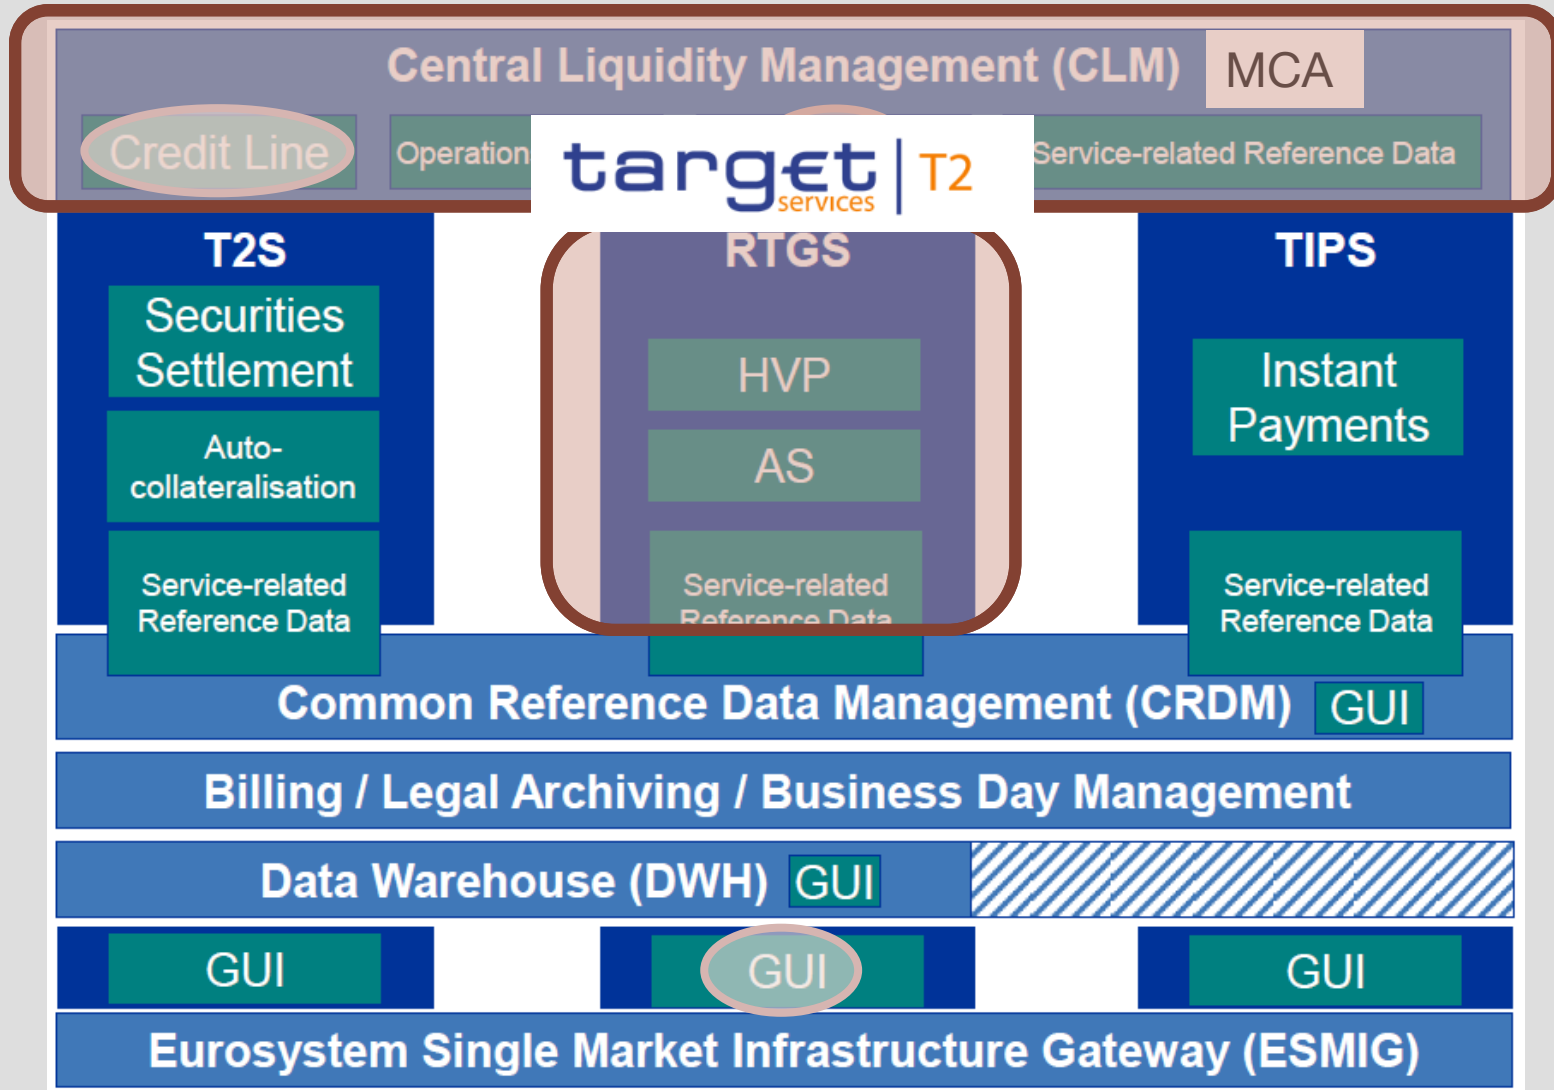 Central Liquidity Management (CLM) MCA
Credit Line
Operation
target | T2
services
Service-related Reference Data
T2S
RTGS
TIPS
Securities
Settlement
HVP
Instant
Payments
Auto-
collateralisation
AS
Service-related
Reference Data
Service-related
Reference Data
Service-related
Reference Data
Common Reference Data Management (CRDM) GUI
Billing / Legal Archiving / Business Day Management
Data Warehouse (DWH) GUI
GUI
GUI
GUI
Eurosystem Single Market Infrastructure Gateway (ESMIG)